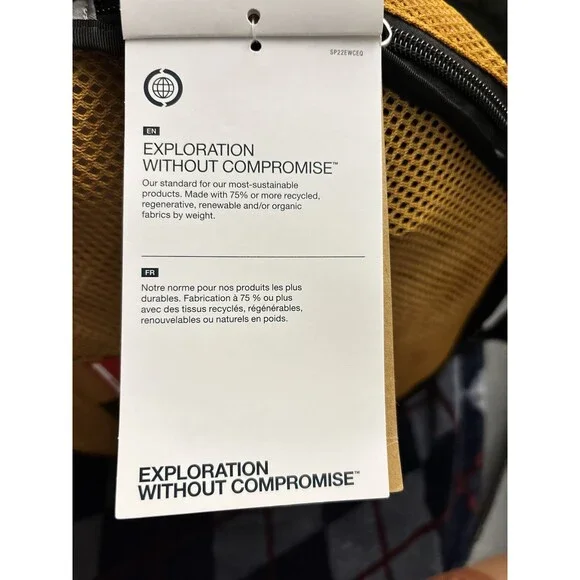 SP22EWCEQ
EN
EXPLORATION
WITHOUT COMPROMISE™
Our standard for our most-sustainable
products. Made with 75% or more recycled,
regenerative, renewable and/or organic
fabrics by weight.
FR
Notre norme pour nos produits les plus
durables. Fabrication à 75 % ou plus
avec des tissus recyclés, régénérables,
renouvelables ou naturels en poids.
EXPLORATION
WITHOUT COMPROMISE™